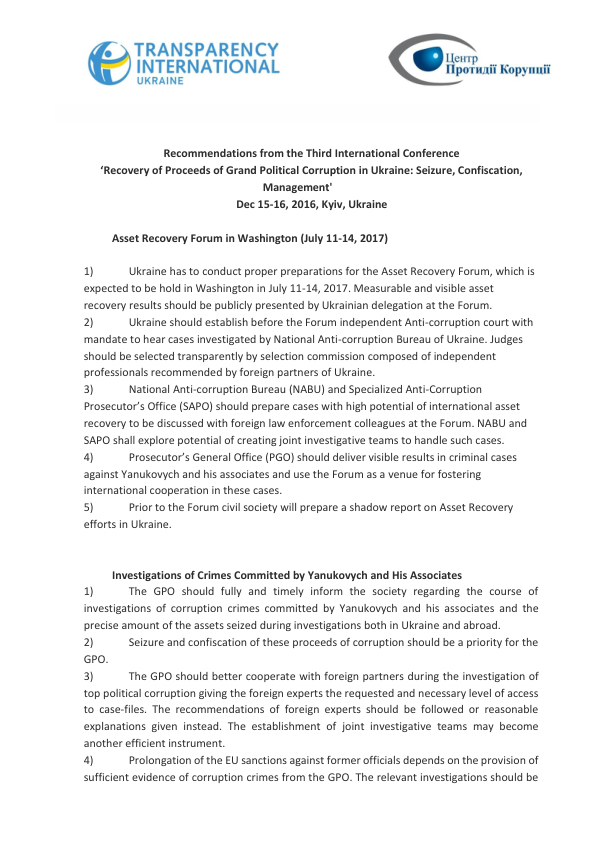 TRANSPARENCY
INTERNATIONAL
UKRAINE
Центр
Протидії Корупції
Recommendations from the Third International Conference
‘Recovery of Proceeds of Grand Political Corruption in Ukraine: Seizure, Confiscation,
Management'
Dec 15-16, 2016, Kyiv, Ukraine
Asset Recovery Forum in Washington (July 11-14, 2017)
1) Ukraine has to conduct proper preparations for the Asset Recovery Forum, which is
expected to be hold in Washington in July 11-14, 2017. Measurable and visible asset
recovery results should be publicly presented by Ukrainian delegation at the Forum.
2) Ukraine should establish before the Forum independent Anti-corruption court with
mandate to hear cases investigated by National Anti-corruption Bureau of Ukraine. Judges
should be selected transparently by selection commission composed of independent
professionals recommended by foreign partners of Ukraine.
3) National Anti-corruption Bureau (NABU) and Specialized Anti-Corruption
Prosecutor’s Office (SAPO) should prepare cases with high potential of international asset
recovery to be discussed with foreign law enforcement colleagues at the Forum. NABU and
SAPO shall explore potential of creating joint investigative teams to handle such cases.
4) Prosecutor’s General Office (PGO) should deliver visible results in criminal cases
against Yanukovych and his associates and use the Forum as a venue for fostering
international cooperation in these cases.
5) Prior to the Forum civil society will prepare a shadow report on Asset Recovery
efforts in Ukraine.
Investigations of Crimes Committed by Yanukovych and His Associates
1) The GPO should fully and timely inform the society regarding the course of
investigations of corruption crimes committed by Yanukovych and his associates and the
precise amount of the assets seized during investigations both in Ukraine and abroad.
2) Seizure and confiscation of these proceeds of corruption should be a priority for the
GPO.
3) The GPO should better cooperate with foreign partners during the investigation of
top political corruption giving the foreign experts the requested and necessary level of access
to case-files. The recommendations of foreign experts should be followed or reasonable
explanations given instead. The establishment of joint investigative teams may become
another efficient instrument.
4) Prolongation of the EU sanctions against former officials depends on the provision of
sufficient evidence of corruption crimes from the GPO. The relevant investigations should be